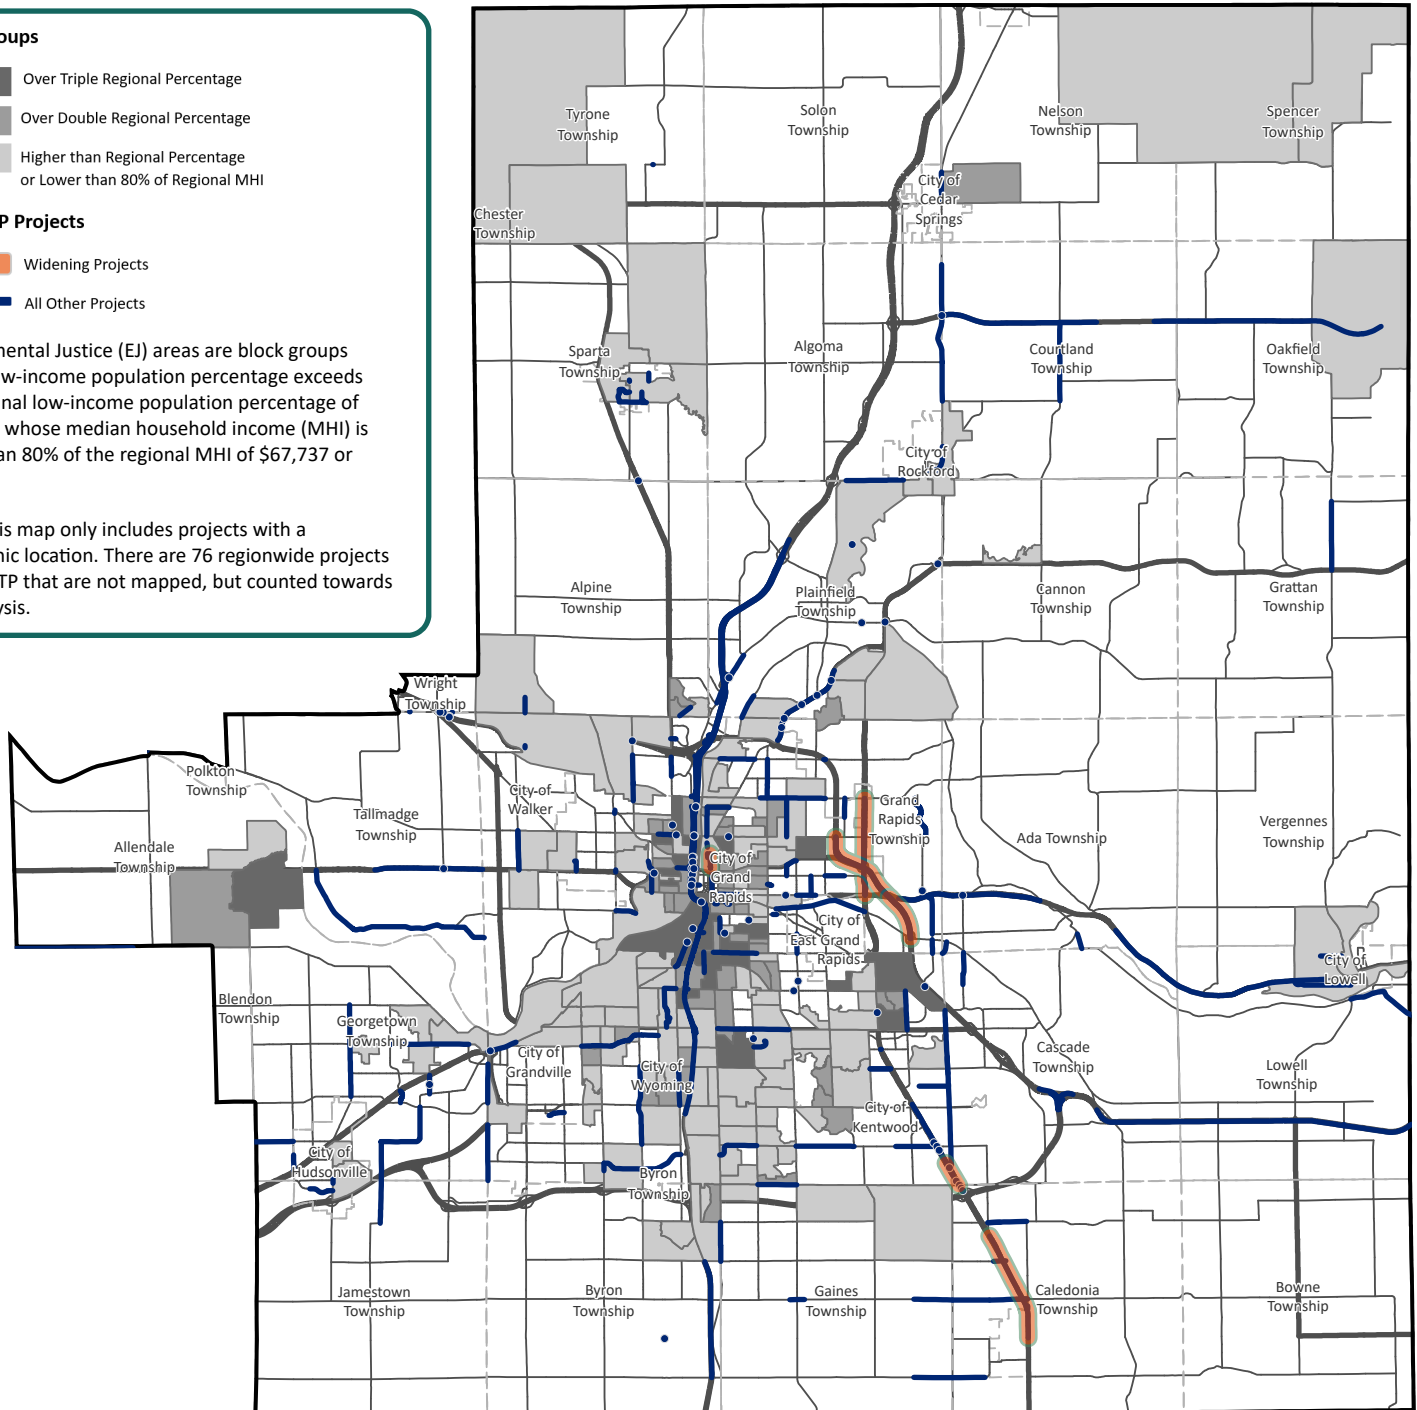 oups
Over Triple Regional Percentage
Over Double Regional Percentage
Higher than Regional Percentage
or Lower than 80% of Regional MHI
P Projects
Widening Projects
All Other Projects
mental Justice (EJ) areas are block groups
w-income population percentage exceeds
nal low-income population percentage of
whose median household income (MHI) is
an 80% of the regional MHI of $67,737 or
is map only includes projects with a
nic location. There are 76 regionwide projects
TP that are not mapped, but counted towards
ysis.
Tyrone
Township
Solon
Township
Nelson
Township
Spencer
Township
Chester
Township
City of
Cedar
Springs
Sparta
Township
Algoma
Township
Courtland
Township
Oakfield
Township
City of
Rockford
Alpine
Township
Plainfield
Township
Cannon
Township
Grattan
Township
Wright
Township
Polkton
Township
City of
Walker
Tallmadge
Township
Allendale
Township
Grand
Rapids
Township
Ada Township
Vergennes
Township
City of
Grand
Rapids
City of
East Grand
Rapids
City of
Lowell
Blendon
Township
Georgetown
Township
City of
Grandville
City of
Wyoming
Cascade
Township
Lowell
Township
City of
Kentwood
City of
Hudsonville
Byron
Township
Jamestown
Township
Byron
Township
Gaines
Township
Caledonia
Township
Bowne
Township